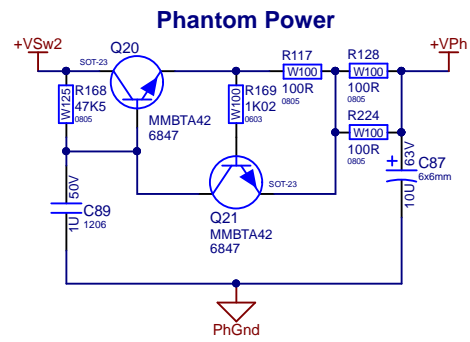 Phantom Power
+VSw2
Q20
+VPh
SOT-23
R117
R128
W125
R168
47K5
0805
W100
R169
1K02
0603
W100
100R
0805
W100
100R
0805
MMBTA42
6847
R224
W100
100R
0805
SOT-23
50V
1U
C89
1206
Q21
MMBTA42
6847
+
63V
10U
C87
6x6mm
PhGnd